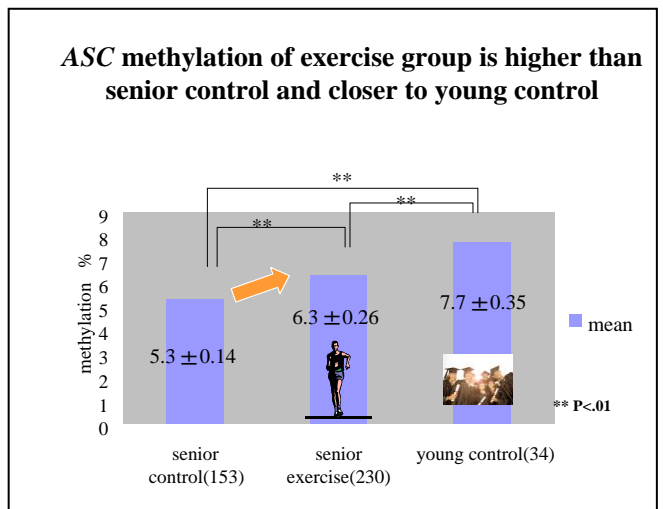 ASC methylation of exercise group is higher than
senior control and closer to young control
**
**
**
methylation %
9
8
7
6
5
4
3
2
1
0
5.3 ±0.14
6.3 ±0.26
7.7 ±0.35
mean
** P<.01
senior
control(153)
senior
exercise(230)
young control(34)